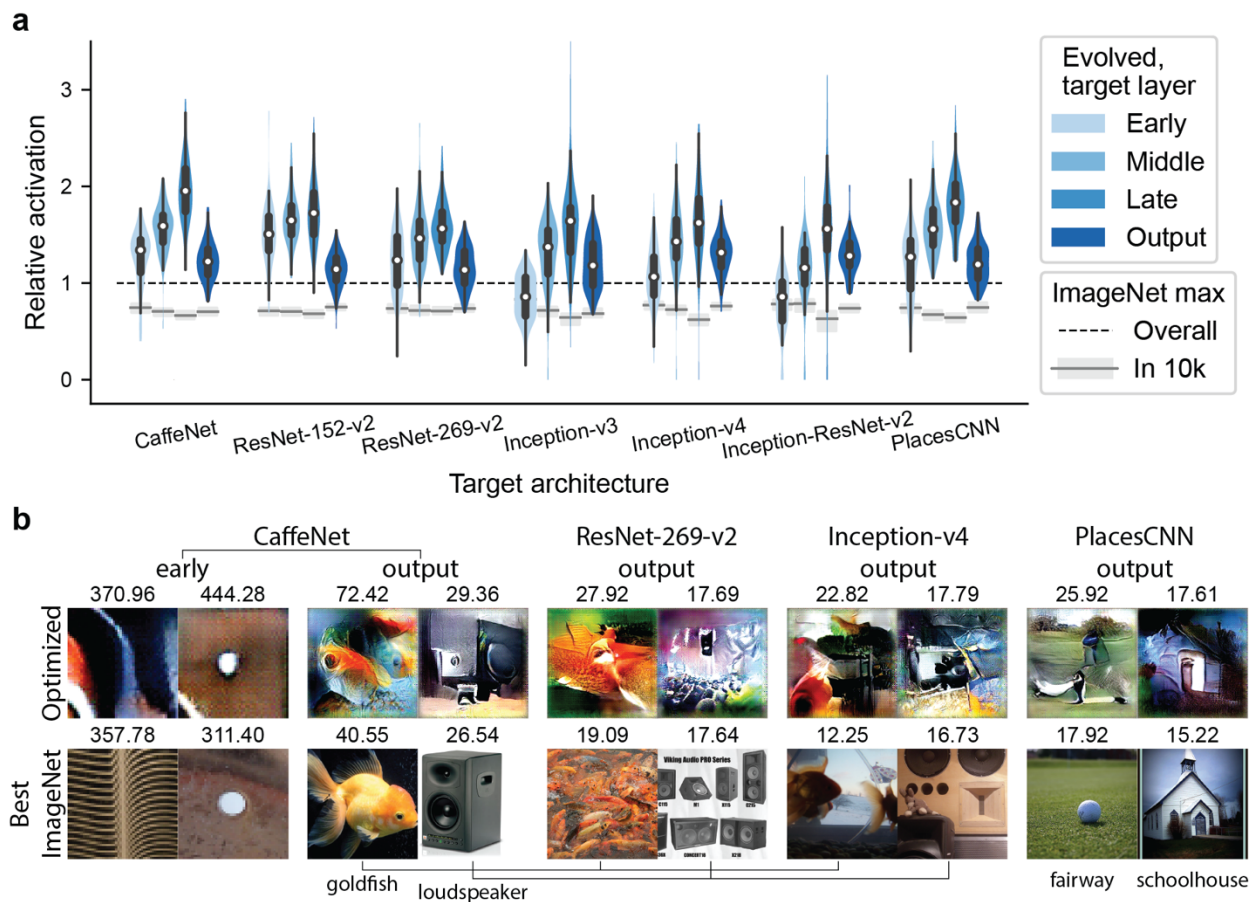 a
Relative activation
3
2
1
0
CaffeNet
ResNet-152-v2
ResNet-269-v2
Inception-v3
Inception-v4
Inception-ResNet-v2
PlacesCNN
Target architecture
Evolved,
target layer
Early
Middle
Late
Output
ImageNet max
Overall
In 10k
b
CaffeNet ResNet-269-v2 Inception-v4 PlacesCNN
early output output output output
370.96 444.28 72.42 29.36 27.92 17.69 22.82 17.79 25.92 17.61
Optimized
357.78 311.40 40.55 26.54 19.09 17.64 12.25 16.73 17.92 15.22
Best
ImageNet
Viking Audio PRO Series
goldfish loudspeaker fairway schoolhouse